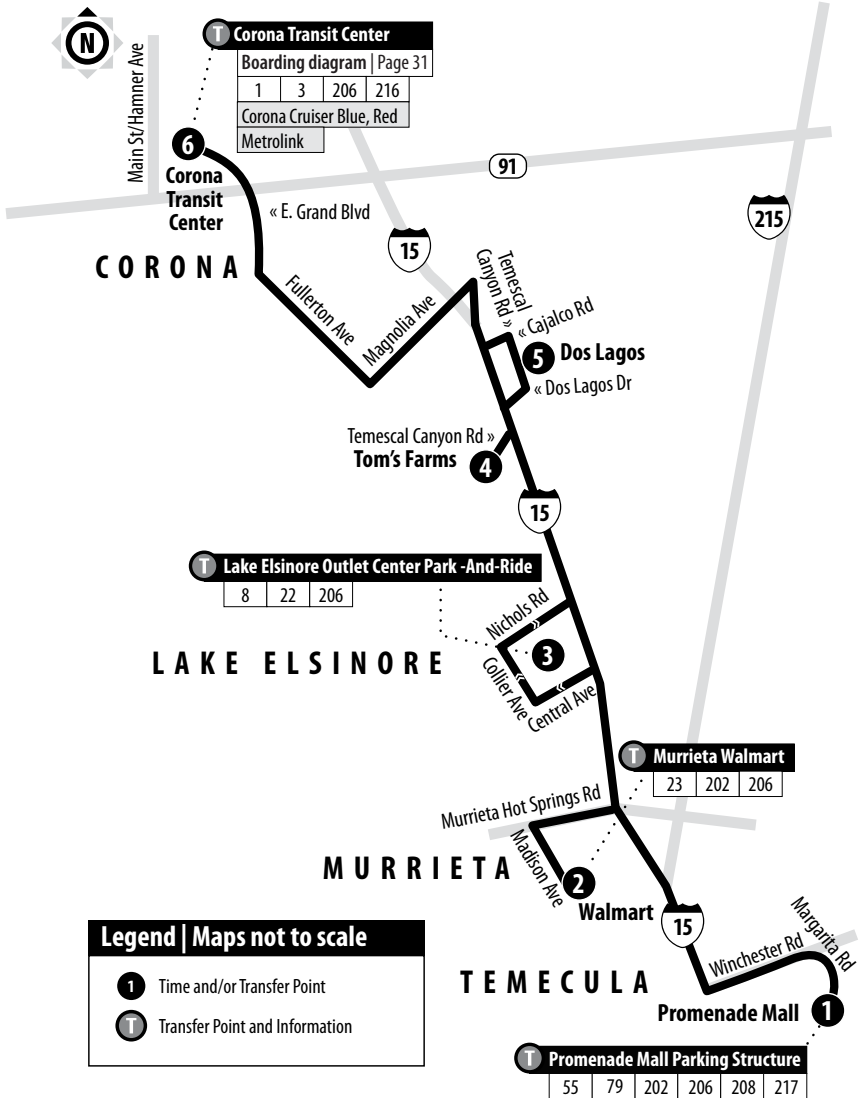 N
Main St/Hamner Ave
T Corona Transit Center
Boarding diagram | Page 31
1 3 206 216
Corona Cruiser Blue, Red
Metrolink
6
Corona
Transit
Center
91
« E. Grand Blvd
215
15
CORONA
Fullerton Ave
Magnolia Ave
Temescal
Canyon Rd »
« Cajalco Rd
5 Dos Lagos
« Dos Lagos Dr
Temescal Canyon Rd »
Tom's Farms 4
15
T Lake Elsinore Outlet Center Park -And-Ride
8 22 206
Nichols Rd
»
LAKE ELSINORE
3
Collier Ave
«
Central Ave
«
T Murrieta Walmart
23 202 206
Murrieta Hot Springs Rd
Madison Ave
MURRIETA
2
Walmart
15
Legend | Maps not to scale
1 Time and/or Transfer Point
T Transfer Point and Information
Winchester Rd
Margarita Rd
TEMECULA
Promenade Mall 1
T Promenade Mall Parking Structure
55 79 202 206 208 217